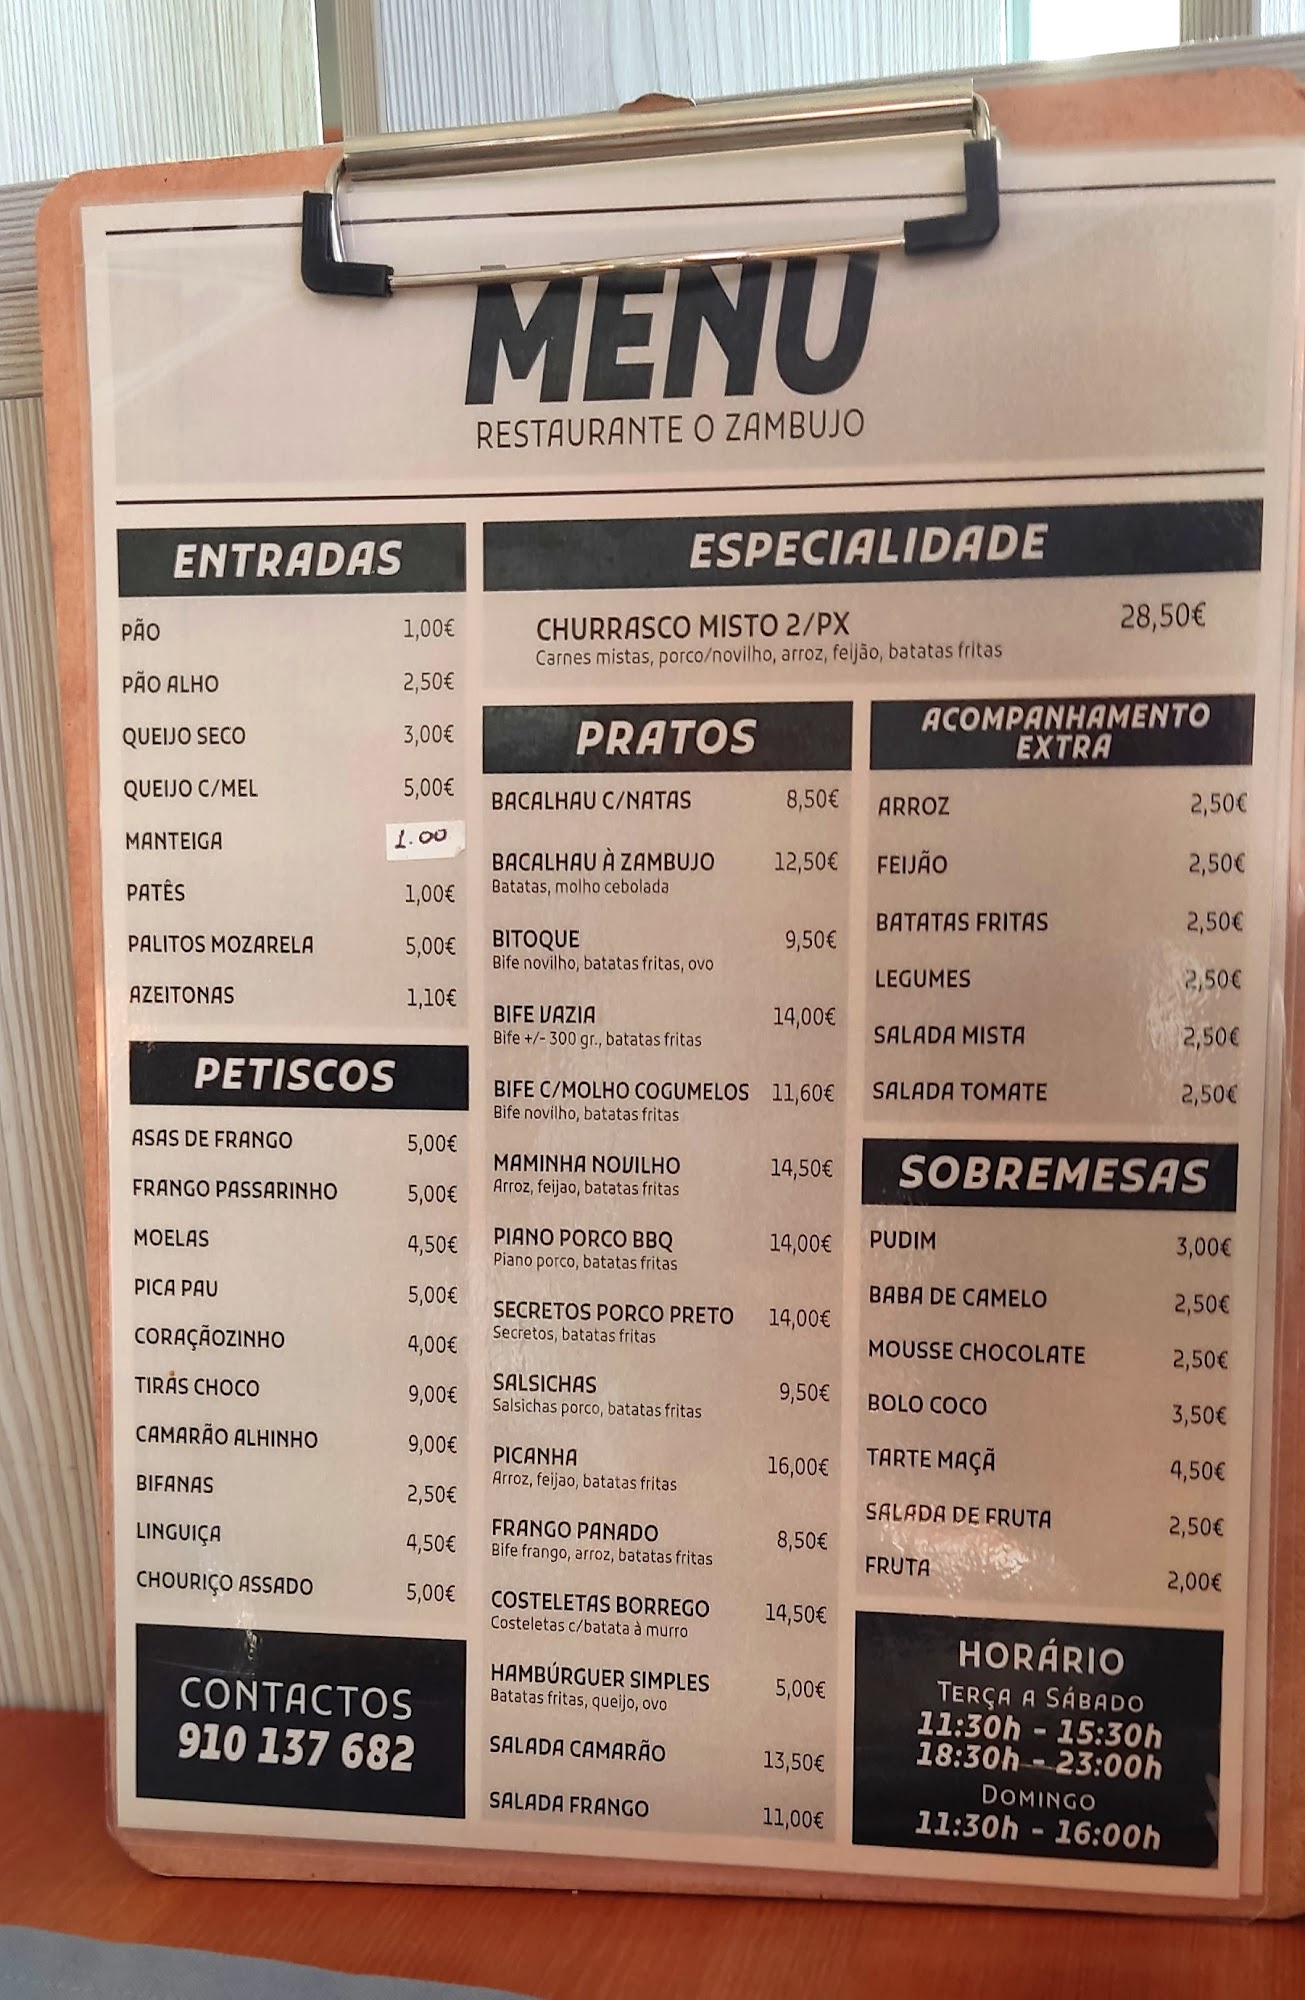 MENU
RESTAURANTE O ZAMBUJO
ENTRADAS
PÃO 1,00€
PÃO ALHO 2,50€
QUEIJO SECO 3,00€
QUEIJO C/MEL 5,00€
MANTEIGA 1.00
PATÊS 1,00€
PALITOS MOZARELA 5,00€
AZEITONAS 1,10€
PETISCOS
ASAS DE FRANGO 5,00€
FRANGO PASSARINHO 5,00€
MOELAS 4,50€
PICA PAU 5,00€
CORAÇÃOZINHO 4,00€
TIRAS CHOCO 9,00€
CAMARÃO ALHINHO 9,00€
BIFANAS 2,50€
LINGUIÇA 4,50€
CHOURIÇO ASSADO 5,00€
CONTACTOS
910 137 682
ESPECIALIDADE
CHURRASCO MISTO 2/PX 28,50€
Carnes mistas, porco/novilho, arroz, feijão, batatas fritas
PRATOS
BACALHAU C/NATAS 8,50€
BACALHAU À ZAMBUJO 12,50€
Batatas, molho cebolada
BITOQUE 9,50€
Bife novilho, batatas fritas, ovo
BIFE VAZIA 14,00€
Bife +/- 300 gr., batatas fritas
BIFE C/MOLHO COGUMELOS 11,60€
Bife novilho, batatas fritas
MAMINHA NOVILHO 14,50€
Arroz, feijao, batatas fritas
PIANO PORCO BBQ 14,00€
Piano porco, batatas fritas
SECRETOS PORCO PRETO 14,00€
Secretos, batatas fritas
SALSICHAS 9,50€
Salsichas porco, batatas fritas
PICANHA 16,00€
Arroz, feijao, batatas fritas
FRANGO PANADO 8,50€
Bife frango, arroz, batatas fritas
COSTELETAS BORREGO 14,50€
Costeletas c/batata à murro
HAMBÚRGUER SIMPLES 5,00€
Batatas fritas, queijo, ovo
SALADA CAMARÃO 13,50€
SALADA FRANGO 11,00€
ACOMPANHAMENTO
EXTRA
ARROZ 2,50€
FEIJÃO 2,50€
BATATAS FRITAS 2,50€
LEGUMES 2,50€
SALADA MISTA 2,50€
SALADA TOMATE 2,50€
SOBREMESAS
PUDIM 3,00€
BABA DE CAMELO 2,50€
MOUSSE CHOCOLATE 2,50€
BOLO COCO 3,50€
TARTE MAÇÃ 4,50€
SALADA DE FRUTA 2,50€
FRUTA 2,00€
HORÁRIO
TERÇA A SÁBADO
11:30h - 15:30h
18:30h - 23:00h
DOMINGO
11:30h - 16:00h